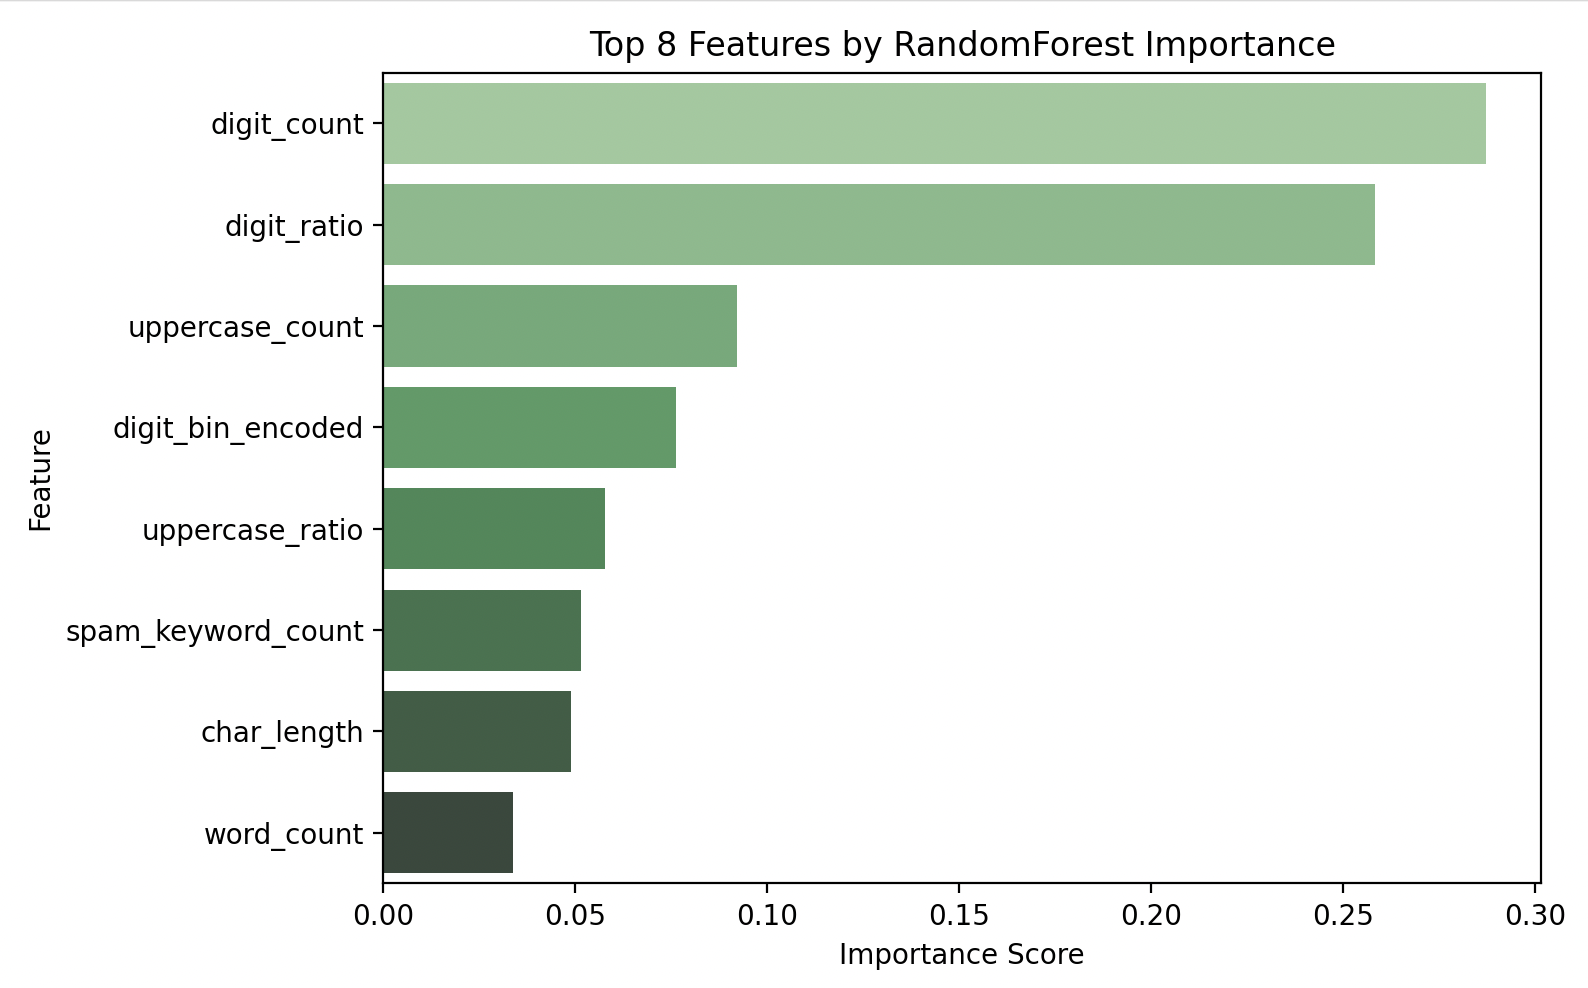 Top 8 Features by RandomForest Importance
digit_count
digit_ratio
uppercase_count
digit_bin_encoded
uppercase_ratio
spam_keyword_count
char_length
word_count
Feature
0.00 0.05 0.10 0.15 0.20 0.25 0.30
Importance Score